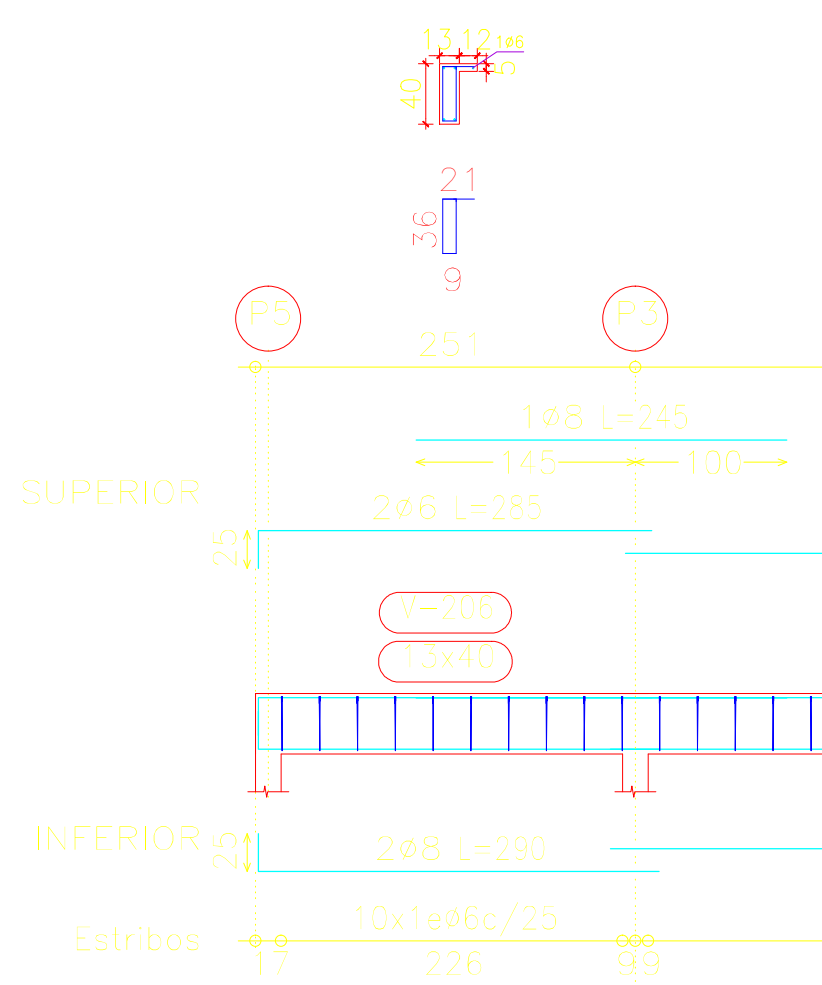 13 12 1ø6
5
40
21
36
9
P5 P3
251
1ø8 L=245
145 100
SUPERIOR
2ø6 L=285
25
V-206
13x40
INFERIOR
25
2ø8 L=290
10x1eø6c/25
Estribos
17 226 9 9